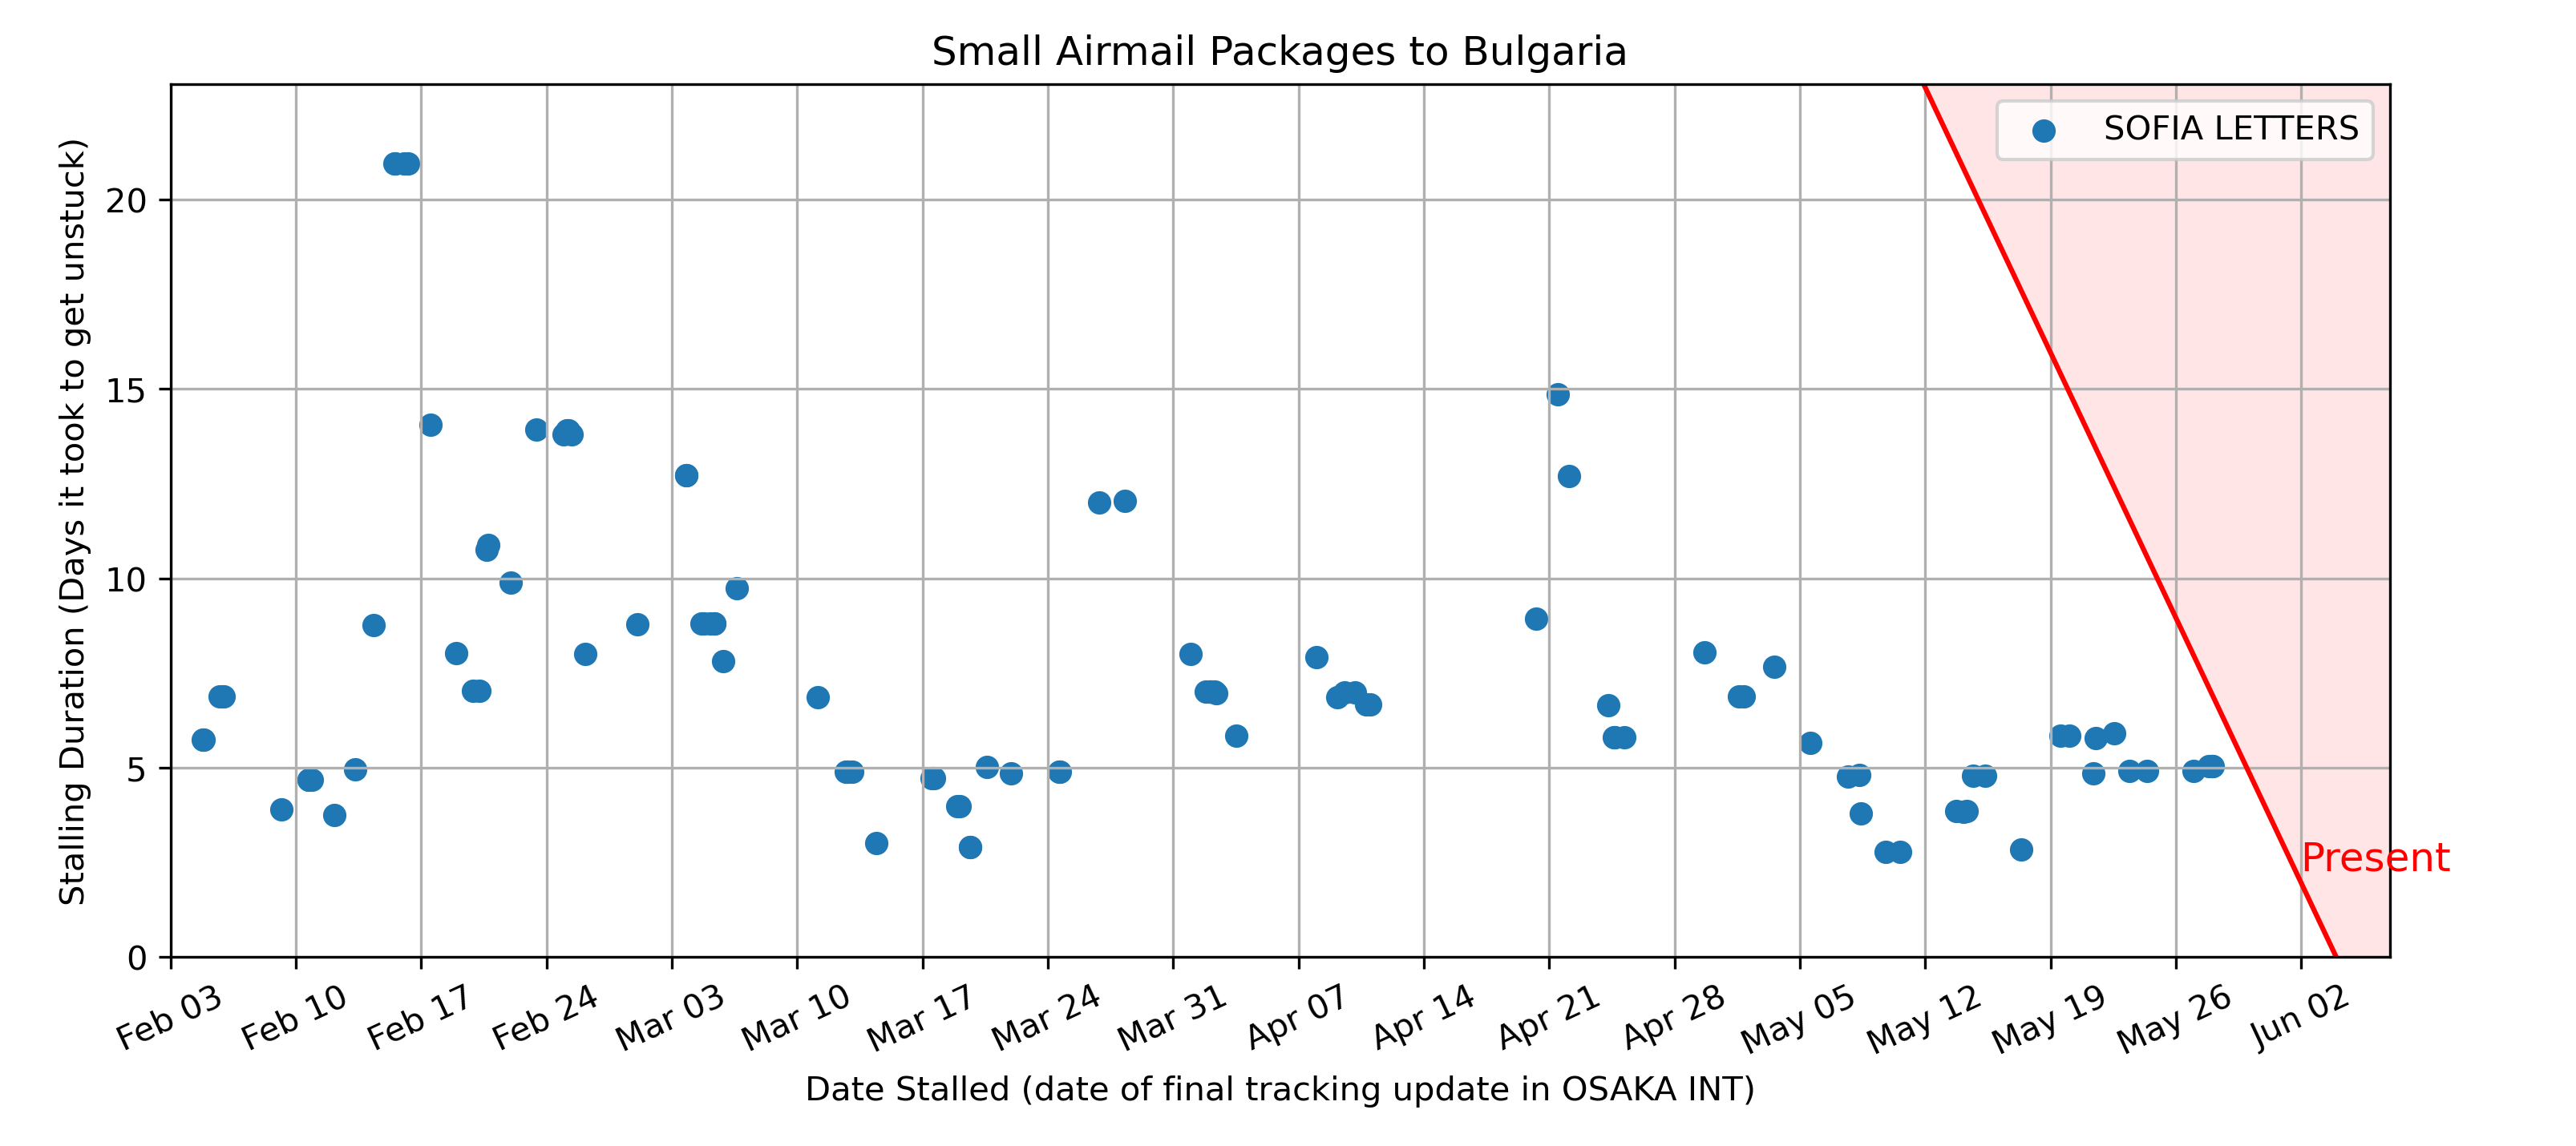 Small Airmail Packages to Bulgaria
SOFIA LETTERS
Stalling Duration (Days it took to get unstuck)
20
15
10
5
0
Present
Feb 03
Feb 10
Feb 17
Feb 24
Mar 03
Mar 10
Mar 17
Mar 24
Mar 31
Apr 07
Apr 14
Apr 21
Apr 28
May 05
May 12
May 19
May 26
Jun 02
Date Stalled (date of final tracking update in OSAKA INT)